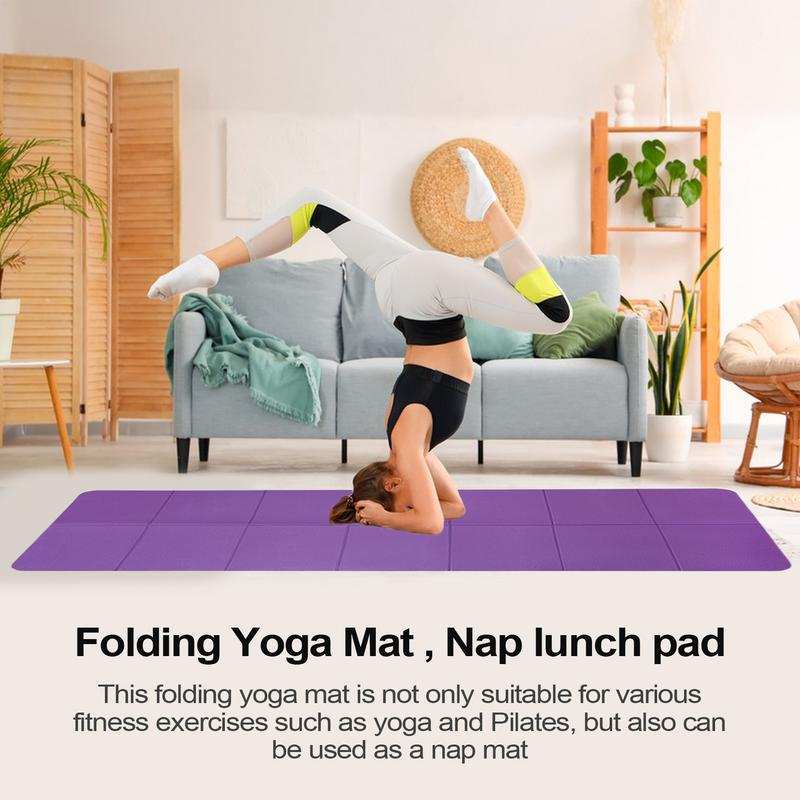 Folding Yoga Mat , Nap lunch pad
This folding yoga mat is not only suitable for various
fitness exercises such as yoga and Pilates, but also can
be used as a nap mat